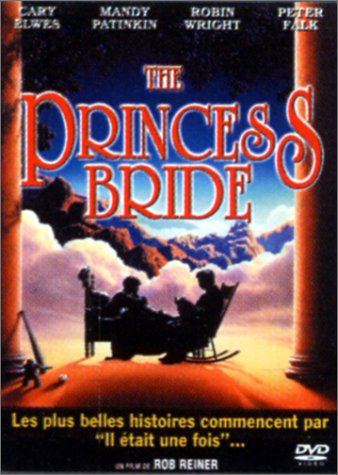 CARY MANDY ROBIN PETER
ELWES PATINKIN WRIGHT FALK
THE
PRINCESS
BRIDE
Les plus belles histoires commencent par
"Il était une fois"...
UN FILM DE ROB REINER
DVD
VIDEO